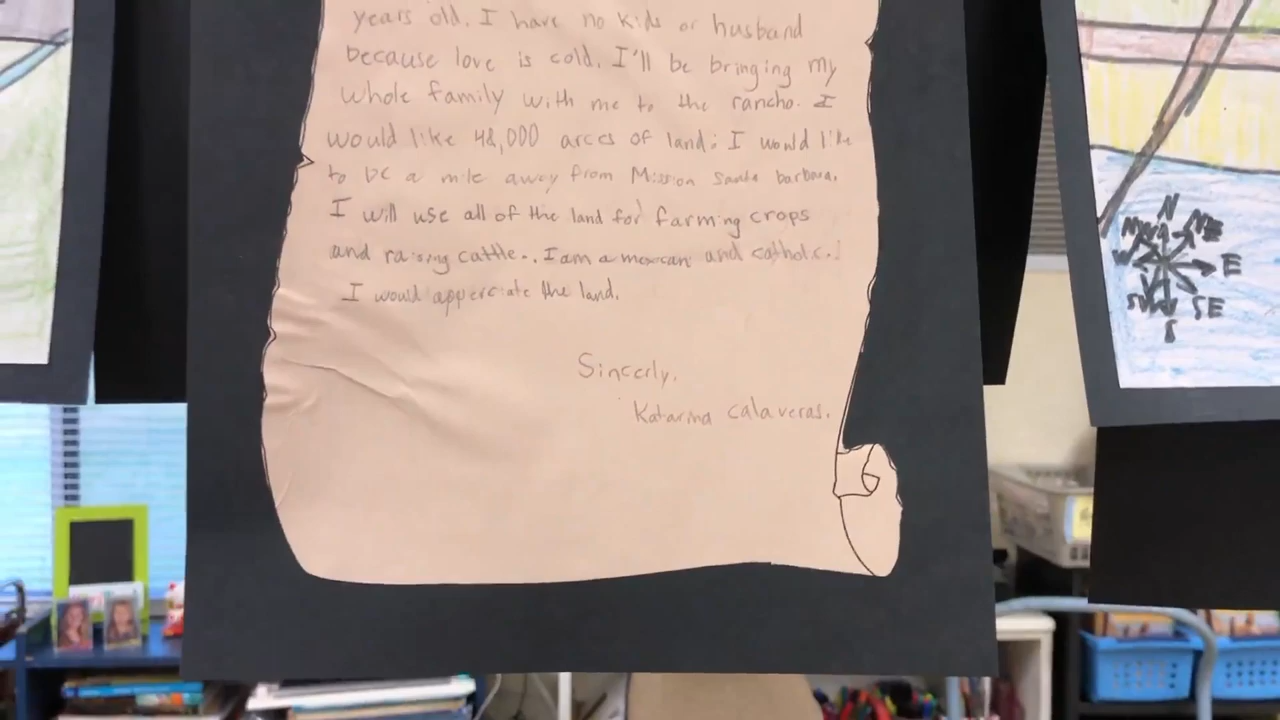 years old. I have no kids or husband
because love is cold. I'll be bringing my
whole family with me to the rancho. I
would like 48,000 arces of land. I would like
to be a mile away from Mission Santa barbara.
I will use all of the land for farming crops
and raising cattle.. I am a mexican and catholic..
I would apperciate the land.
Sincerly,
Katarina Calaveras.
N
NE
E
SE
S
SW
W
NW